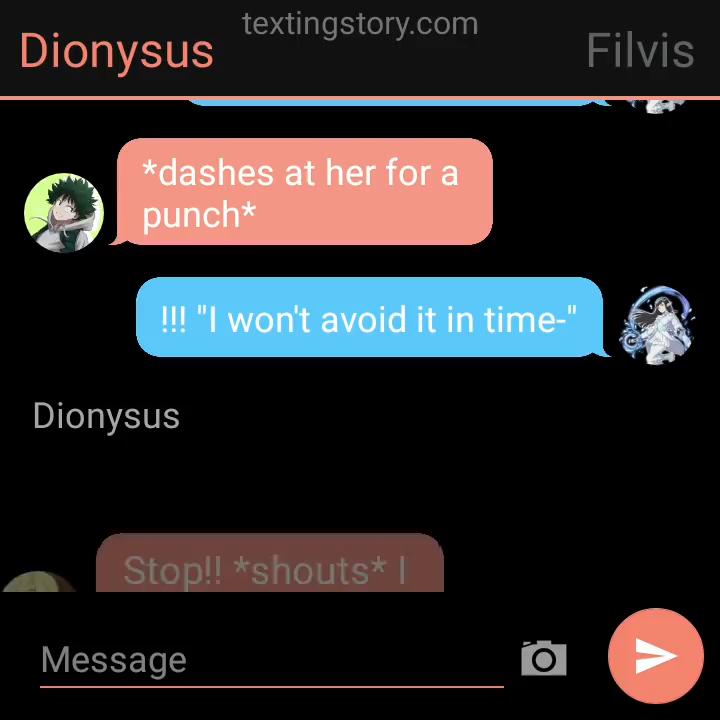 textingstory.com
Dionysus
Filvis
*dashes at her for a
punch*
!!! "I won't avoid it in time-"
Dionysus
Stop!! *shouts* I
Message